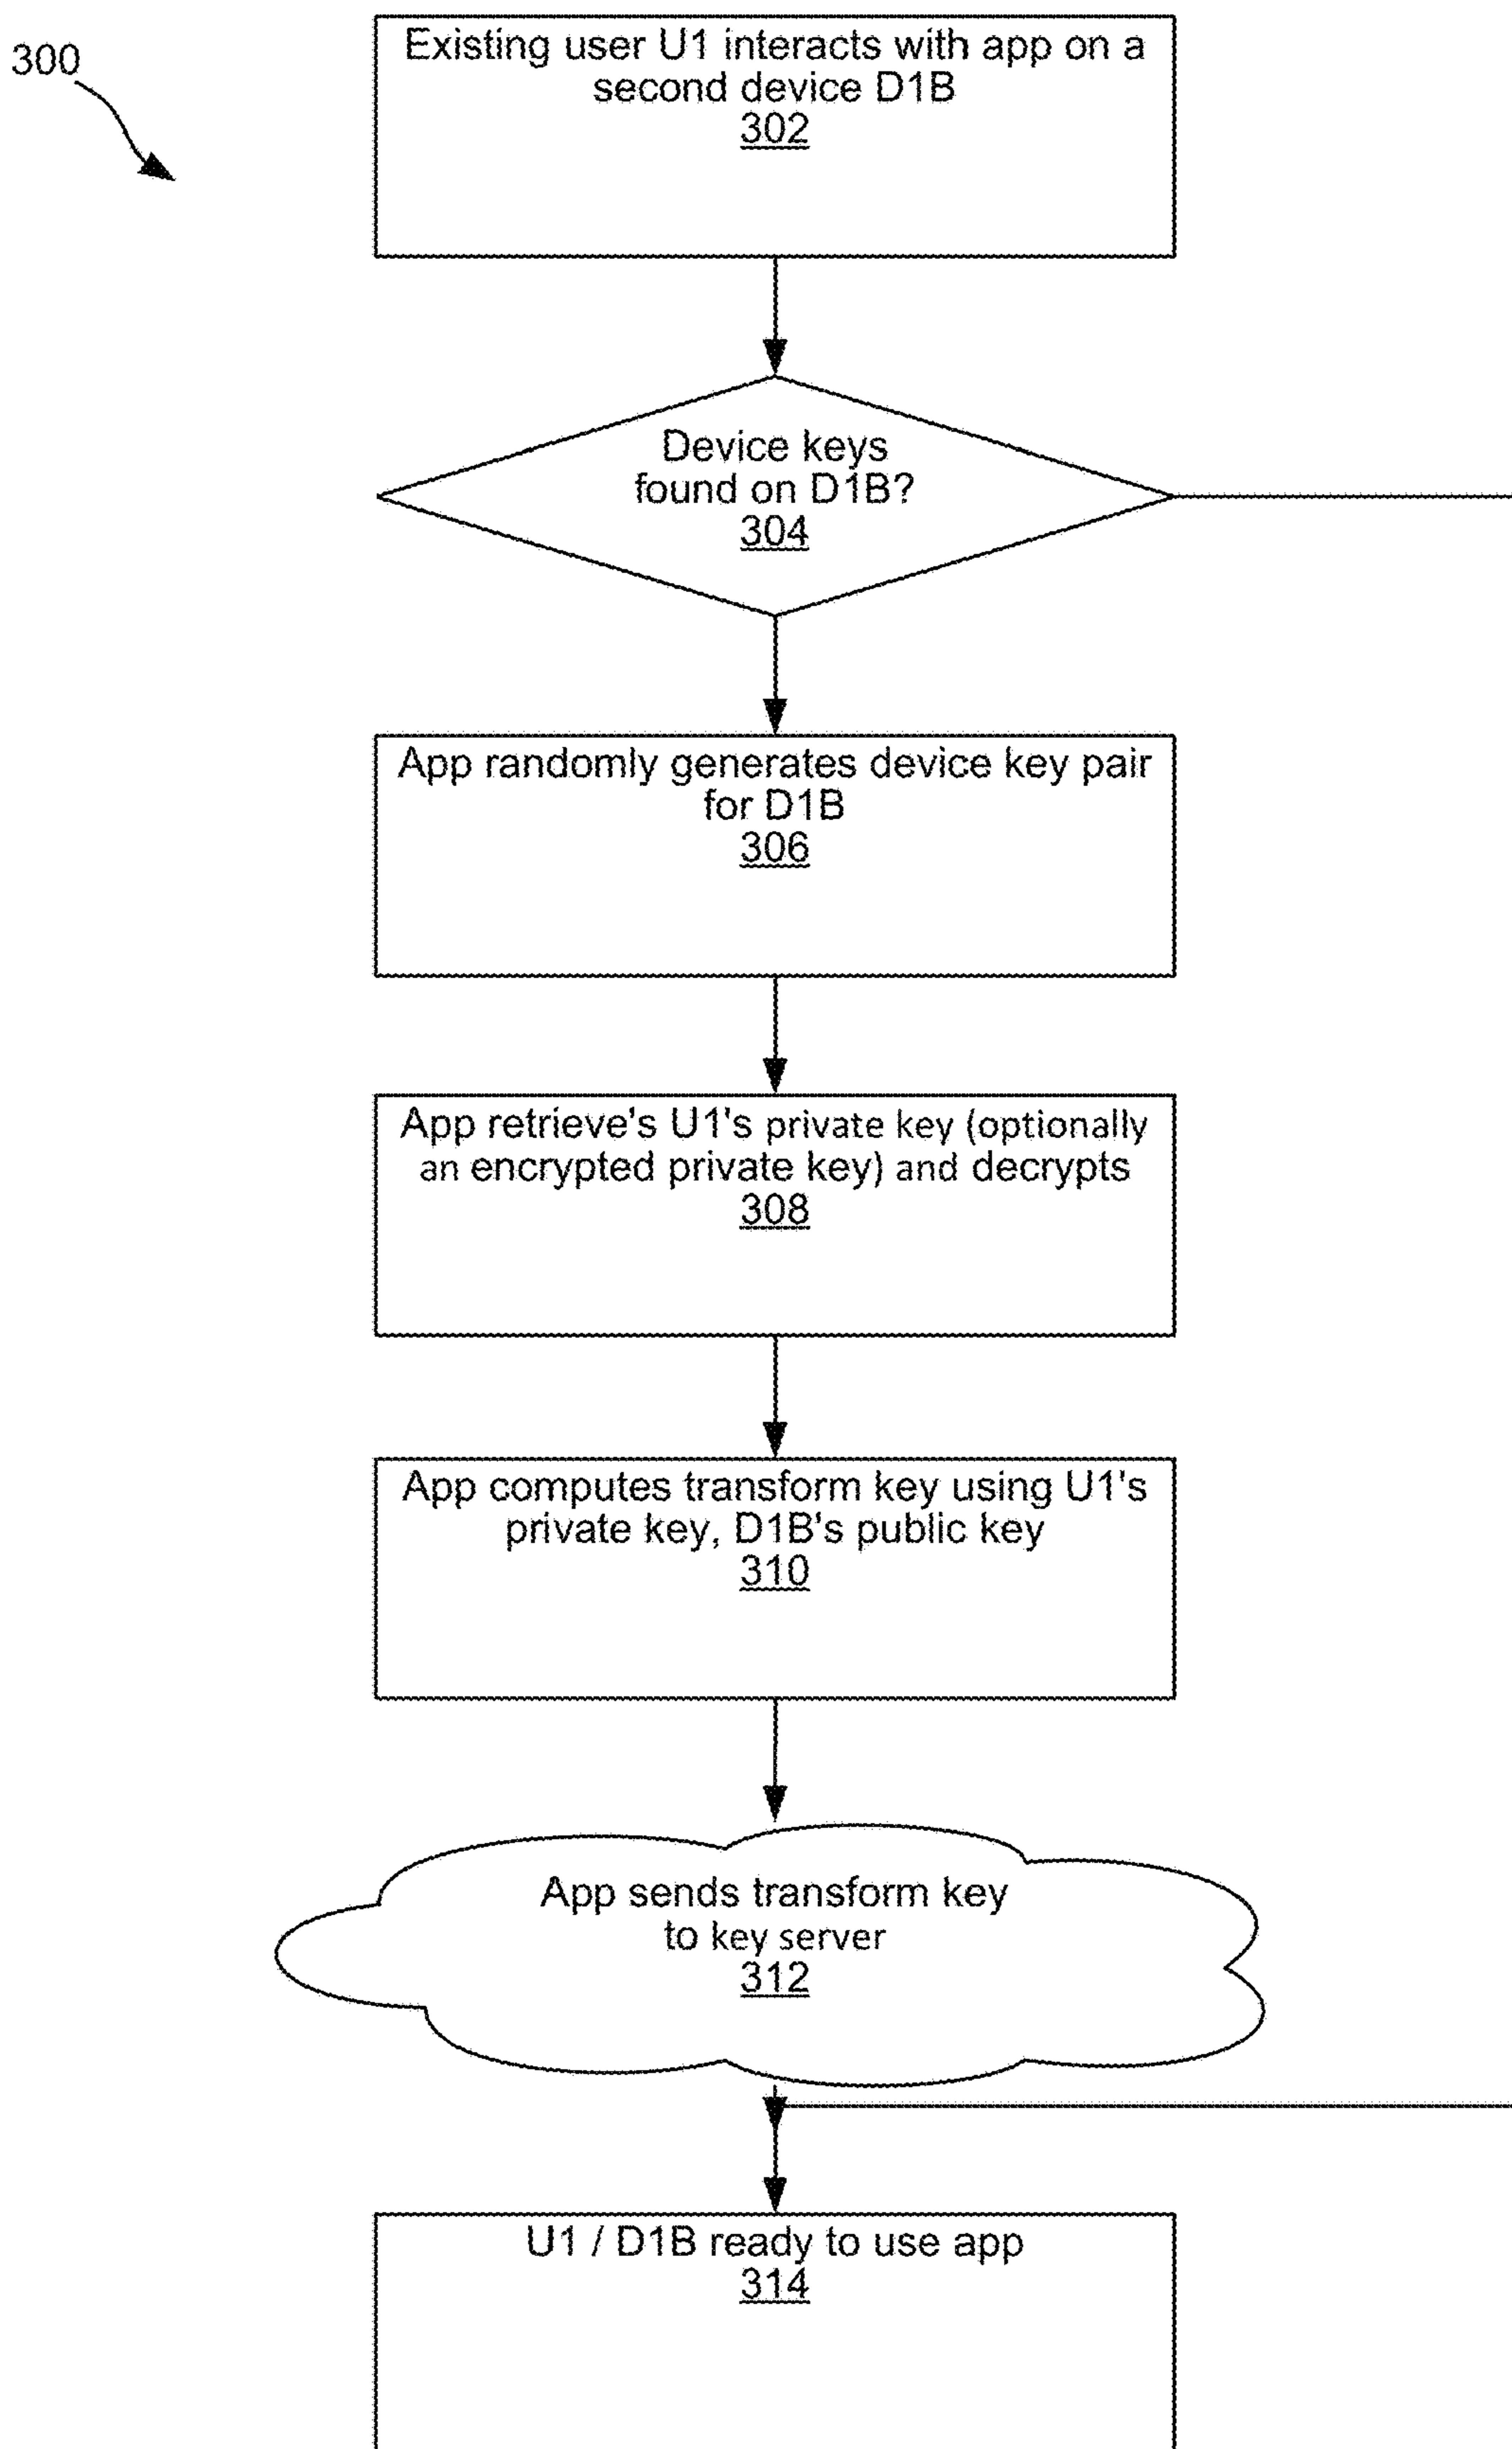 300
Existing user U1 interacts with app on a
second device D1B
302
Device keys
found on D1B?
304
App randomly generates device key pair
for D1B
306
App retrieve's U1's private key (optionally
an encrypted private key) and decrypts
308
App computes transform key using U1's
private key, D1B's public key
310
App sends transform key
to key server
312
U1 / D1B ready to use app
314